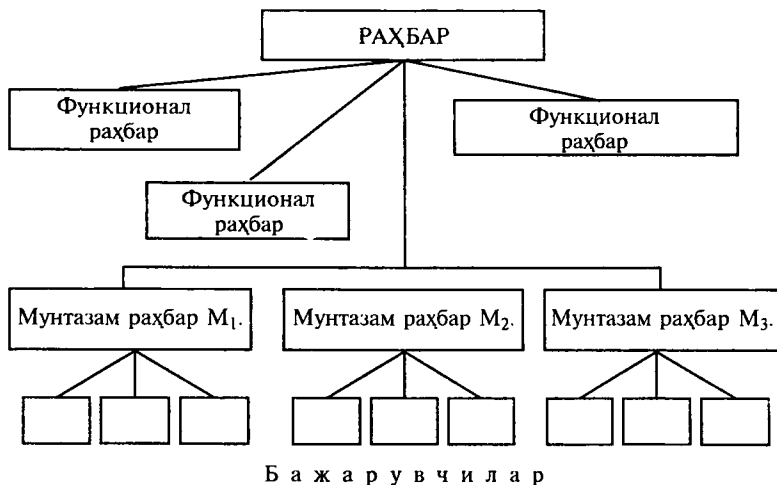 РАҲБАР
Функционал
раҳбар
Функционал
раҳбар
Функционал
раҳбар
Мунтазам раҳбар М₁.
Мунтазам раҳбар М₂.
Мунтазам раҳбар М₃.
Бажарувчилар